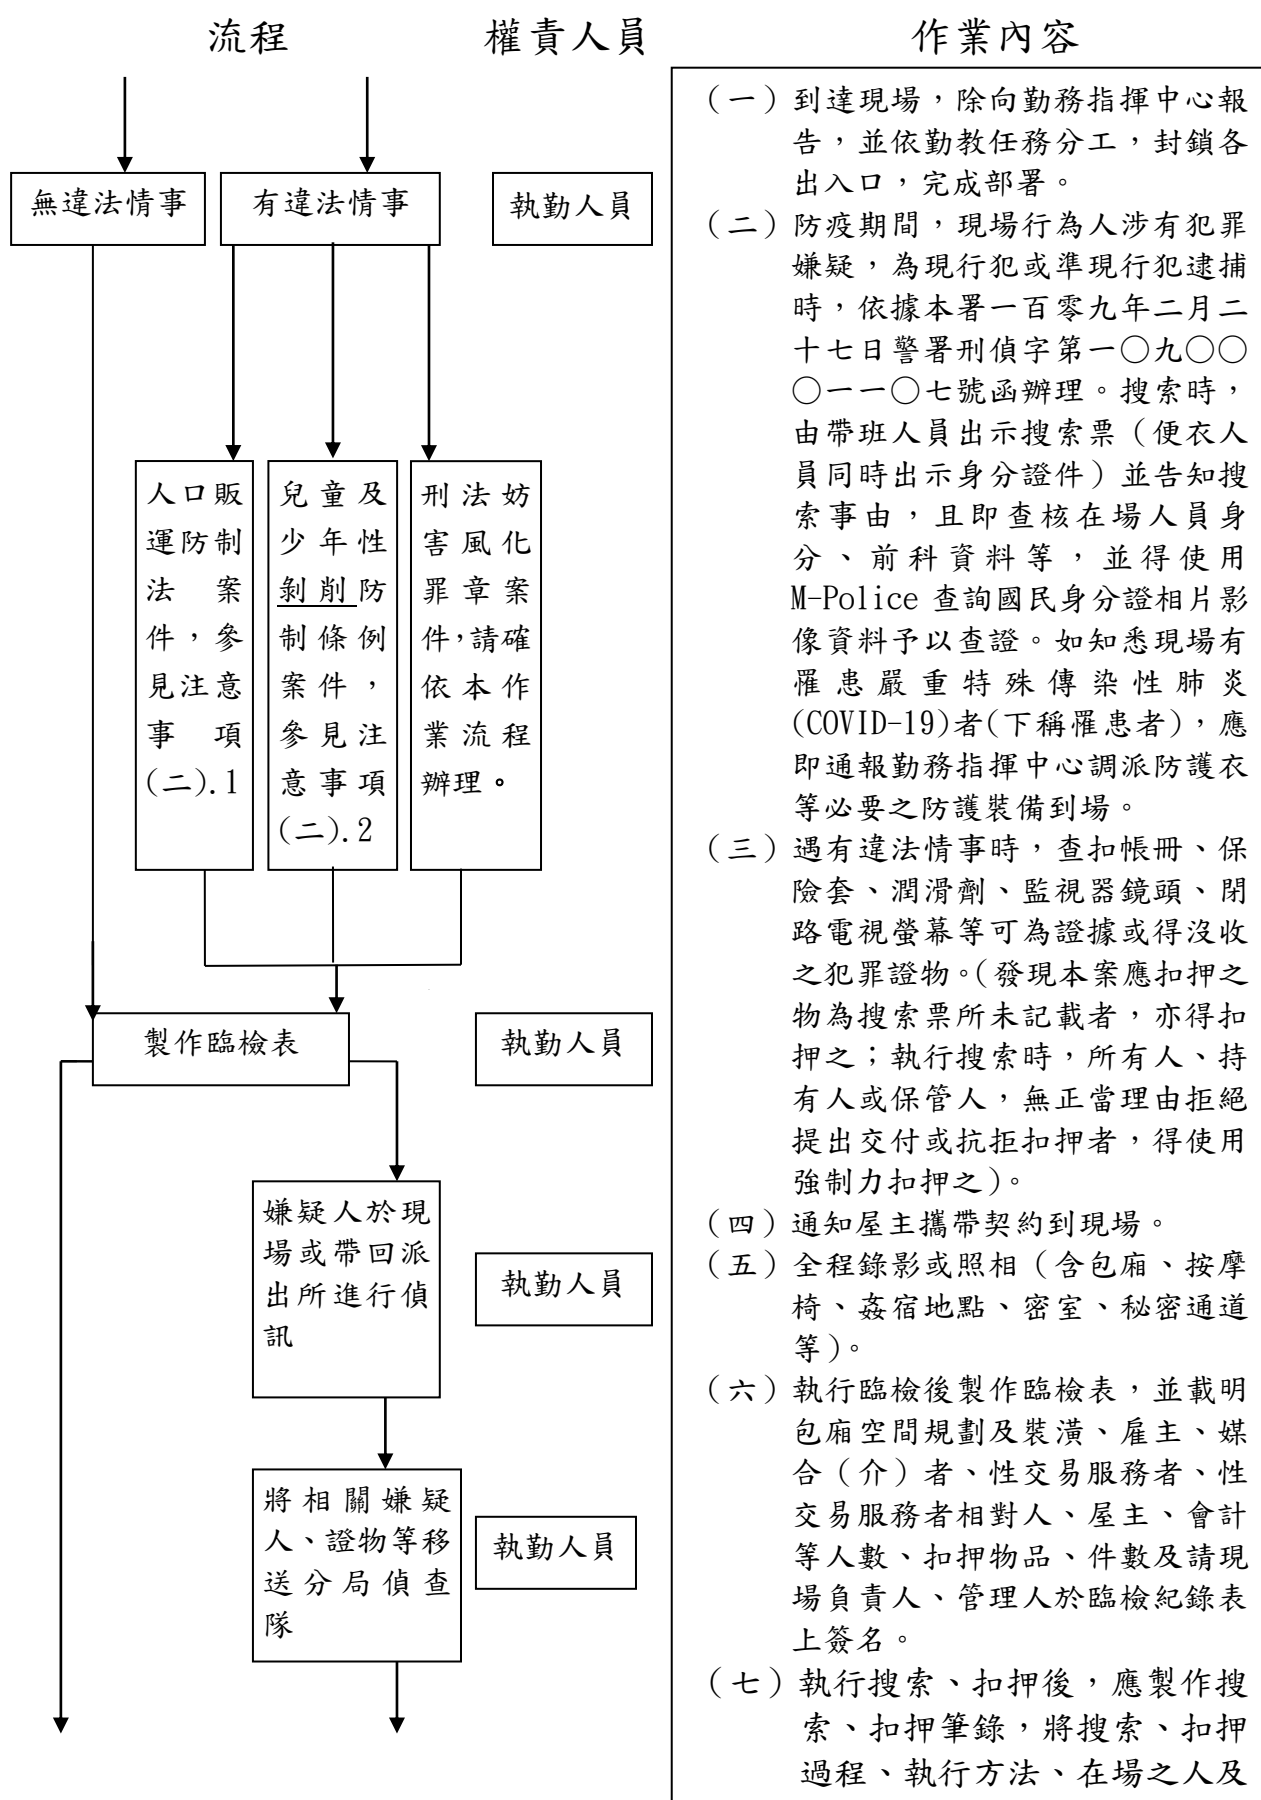 流程
權責人員
作業內容
無違法情事
有違法情事
執勤人員
人口販
運防制
法案
件，參
見注意
事項
(二).1
兒童及
少年性
剝削防
制條例
案件，
參見注
意事項
(二).2
刑法妨
害風化
罪章案
件，請確
依本作
業流程
辦理。
製作臨檢表
執勤人員
嫌疑人於現
場或帶回派
出所進行偵
訊
執勤人員
將相關嫌疑
人、證物等移
送分局偵查
隊
執勤人員
（一）到達現場，除向勤務指揮中心報
告，並依勤教任務分工，封鎖各
出入口，完成部署。
（二）防疫期間，現場行為人涉有犯罪
嫌疑，為現行犯或準現行犯逮捕
時，依據本署一百零九年二月二
十七日警署刑偵字第一○九○○
○一一○七號函辦理。搜索時，
由帶班人員出示搜索票（便衣人
員同時出示身分證件）並告知搜
索事由，且即查核在場人員身
分、前科資料等，並得使用
M-Police 查詢國民身分證相片影
像資料予以查證。如知悉現場有
罹患嚴重特殊傳染性肺炎
(COVID-19)者(下稱罹患者)，應
即通報勤務指揮中心調派防護衣
等必要之防護裝備到場。
（三）遇有違法情事時，查扣帳冊、保
險套、潤滑劑、監視器鏡頭、閉
路電視螢幕等可為證據或得沒收
之犯罪證物。（發現本案應扣押之
物為搜索票所未記載者，亦得扣
押之；執行搜索時，所有人、持
有人或保管人，無正當理由拒絕
提出交付或抗拒扣押者，得使用
強制力扣押之）。
（四）通知屋主攜帶契約到現場。
（五）全程錄影或照相（含包廂、按摩
椅、姦宿地點、密室、秘密通道
等）。
（六）執行臨檢後製作臨檢表，並載明
包廂空間規劃及裝潢、雇主、媒
合（介）者、性交易服務者、性
交易服務者相對人、屋主、會計
等人數、扣押物品、件數及請現
場負責人、管理人於臨檢紀錄表
上簽名。
（七）執行搜索、扣押後，應製作搜
索、扣押筆錄，將搜索、扣押
過程、執行方法、在場之人及